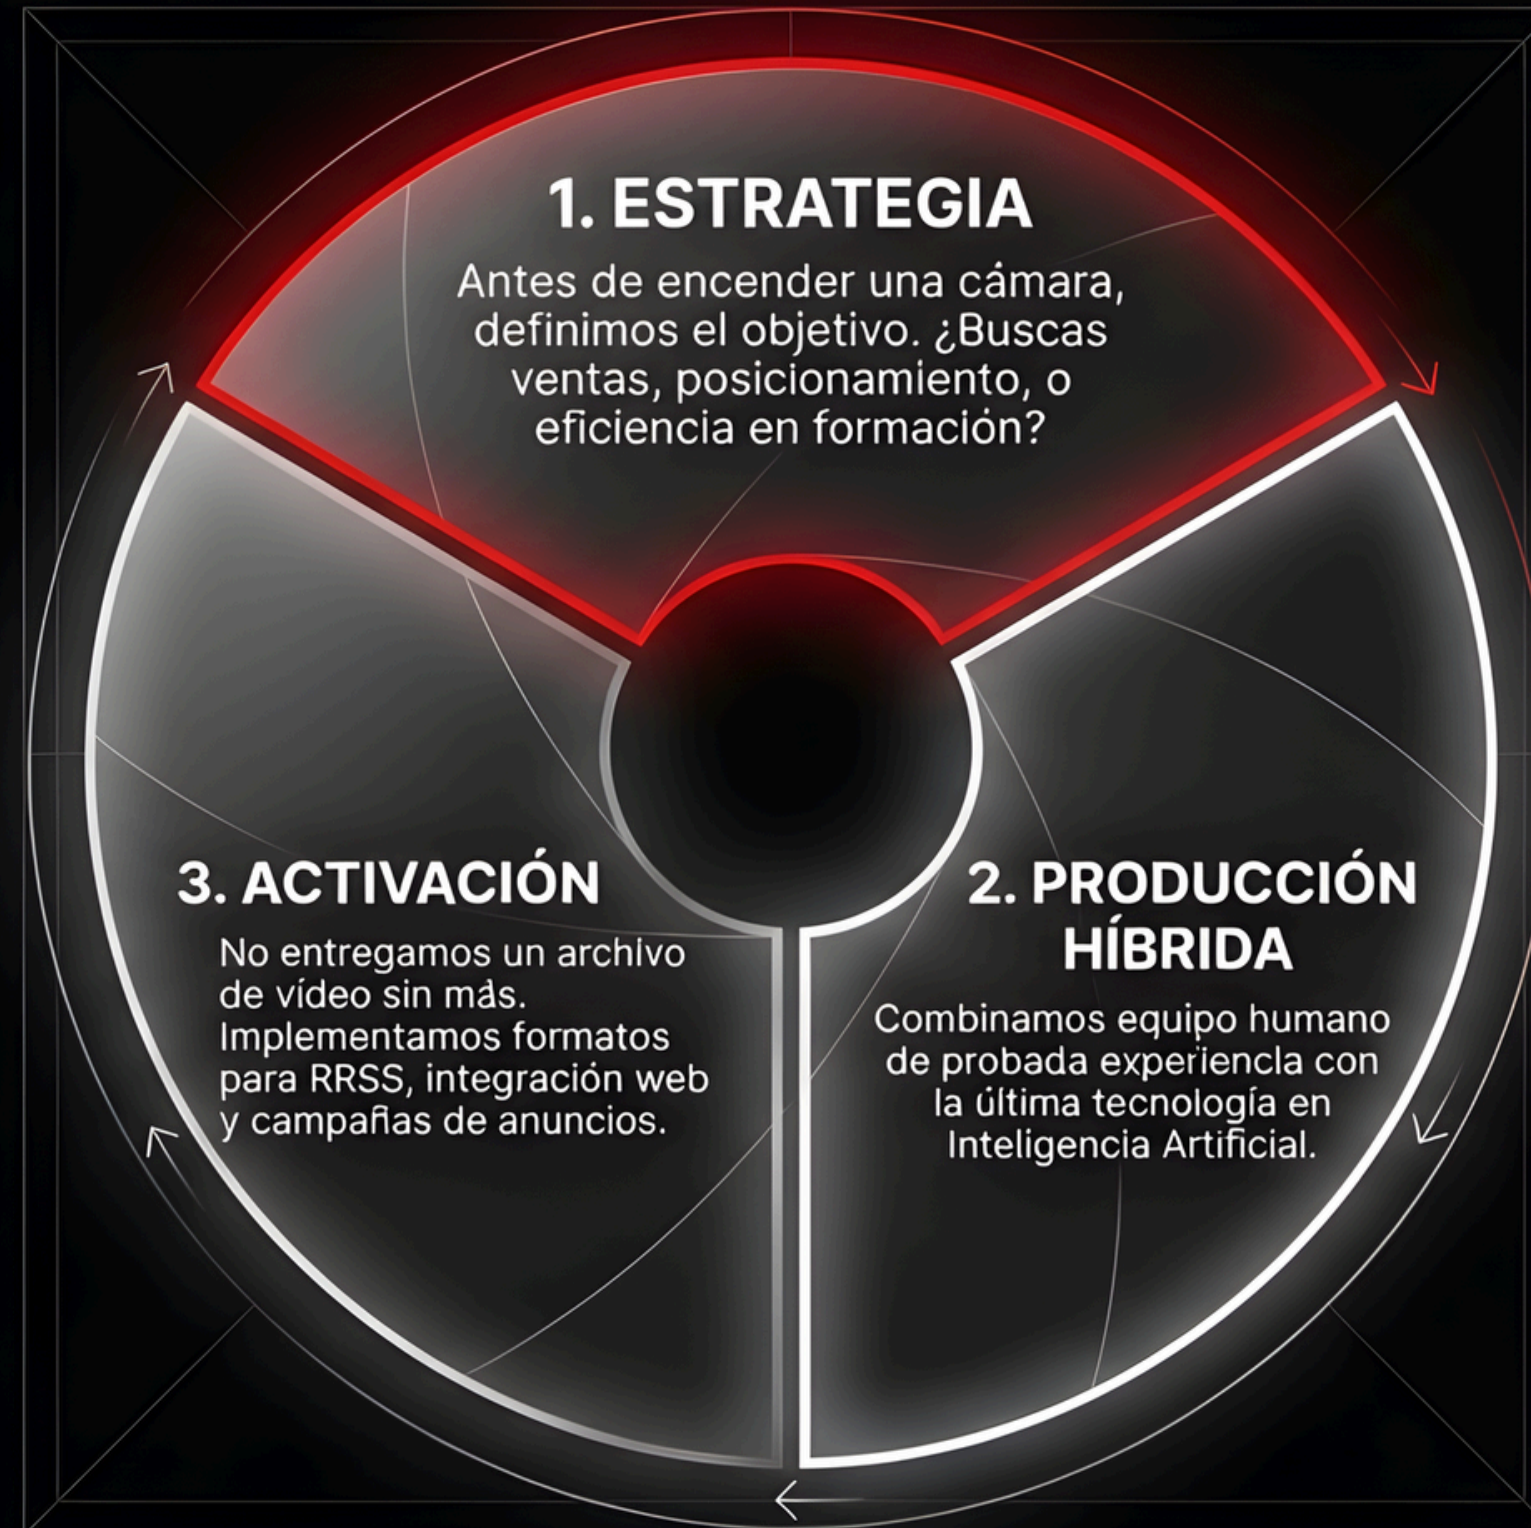 1. ESTRATEGIA
Antes de encender una cámara,
definimos el objetivo. ¿Buscas
ventas, posicionamiento, o
eficiencia en formación?
2. PRODUCCIÓN
HÍBRIDA
Combinamos equipo humano
de probada experiencla con
la última tecnología en
Inteligencia Artificial.
3. ACTIVACIÓN
No entregamos un archivo
de vídeo sin más.
Implementamos formatos
para RRSS, integración web
y campañas de anuncios.